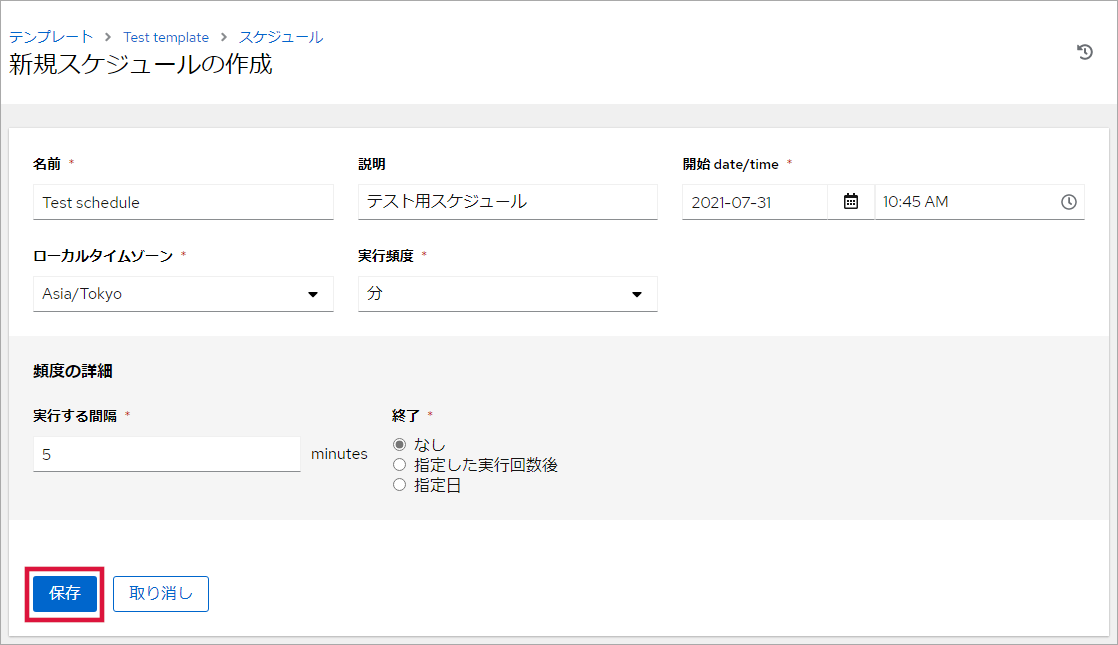 テンプレート > Test template > スケジュール
新規スケジュールの作成
名前 *
Test schedule
説明
テスト用スケジュール
開始 date/time *
2021-07-31
10:45 AM
ローカルタイムゾーン *
Asia/Tokyo
実行頻度 *
分
頻度の詳細
実行する間隔 *
5 minutes
終了 *
なし
指定した実行回数後
指定日
保存 取り消し